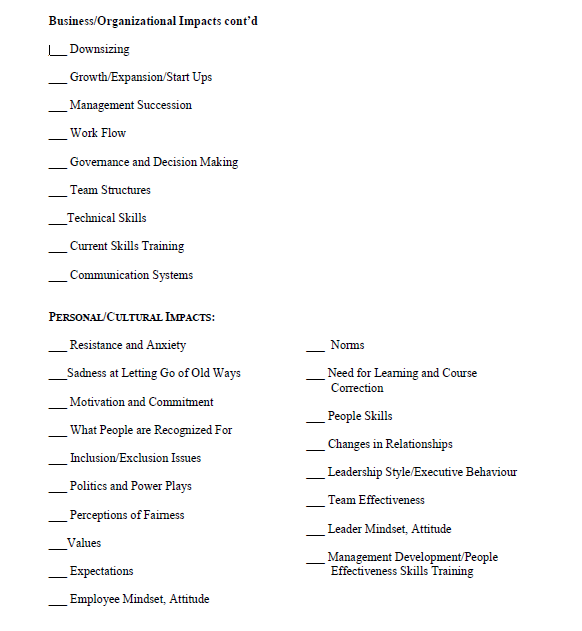 Business/Organizational Impacts cont'd
___ Downsizing
___ Growth/Expansion/Start Ups
___ Management Succession
___ Work Flow
___ Governance and Decision Making
___ Team Structures
___Technical Skills
___ Current Skills Training
___ Communication Systems
PERSONAL/CULTURAL IMPACTS:
___ Resistance and Anxiety
___Sadness at Letting Go of Old Ways
___ Motivation and Commitment
___ What People are Recognized For
___ Inclusion/Exclusion Issues
___ Politics and Power Plays
___ Perceptions of Fairness
___Values
___ Expectations
___ Employee Mindset, Attitude
___ Norms
___ Need for Learning and Course
Correction
___ People Skills
___ Changes in Relationships
___ Leadership Style/Executive Behaviour
___ Team Effectiveness
___ Leader Mindset, Attitude
___ Management Development/People
Effectiveness Skills Training